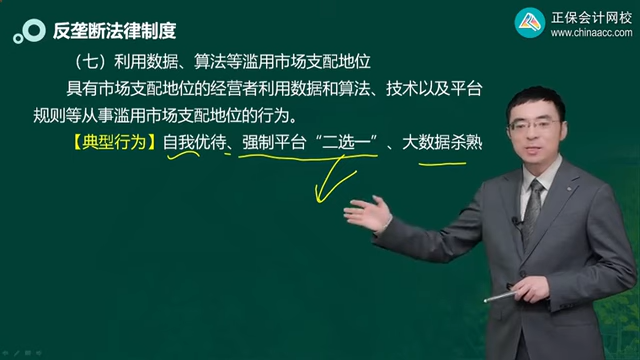 反垄断法律制度
正保会计网校
www.chinaacc.com
（七）利用数据、算法等滥用市场支配地位
具有市场支配地位的经营者利用数据和算法、技术以及平台
规则等从事滥用市场支配地位的行为。
【典型行为】自我优待、强制平台“二选一”、大数据杀熟